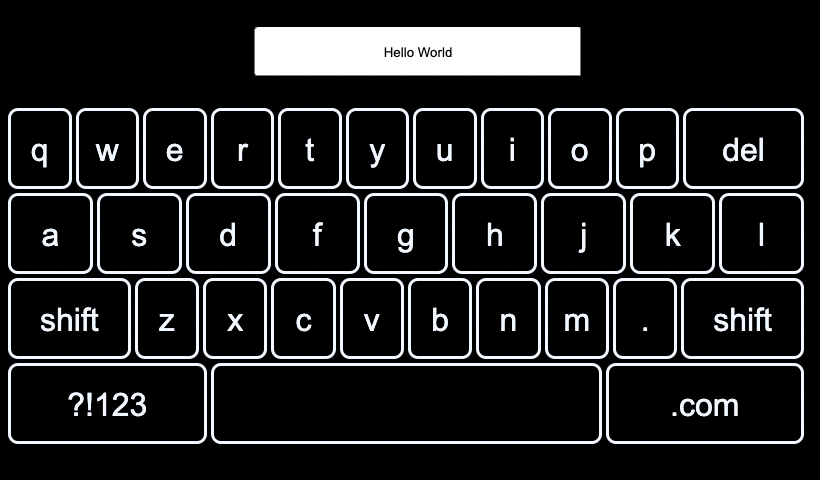 Hello World
q w e r t y u i o p del
a s d f g h j k l
shift z x c v b n m . shift
?!123 .com